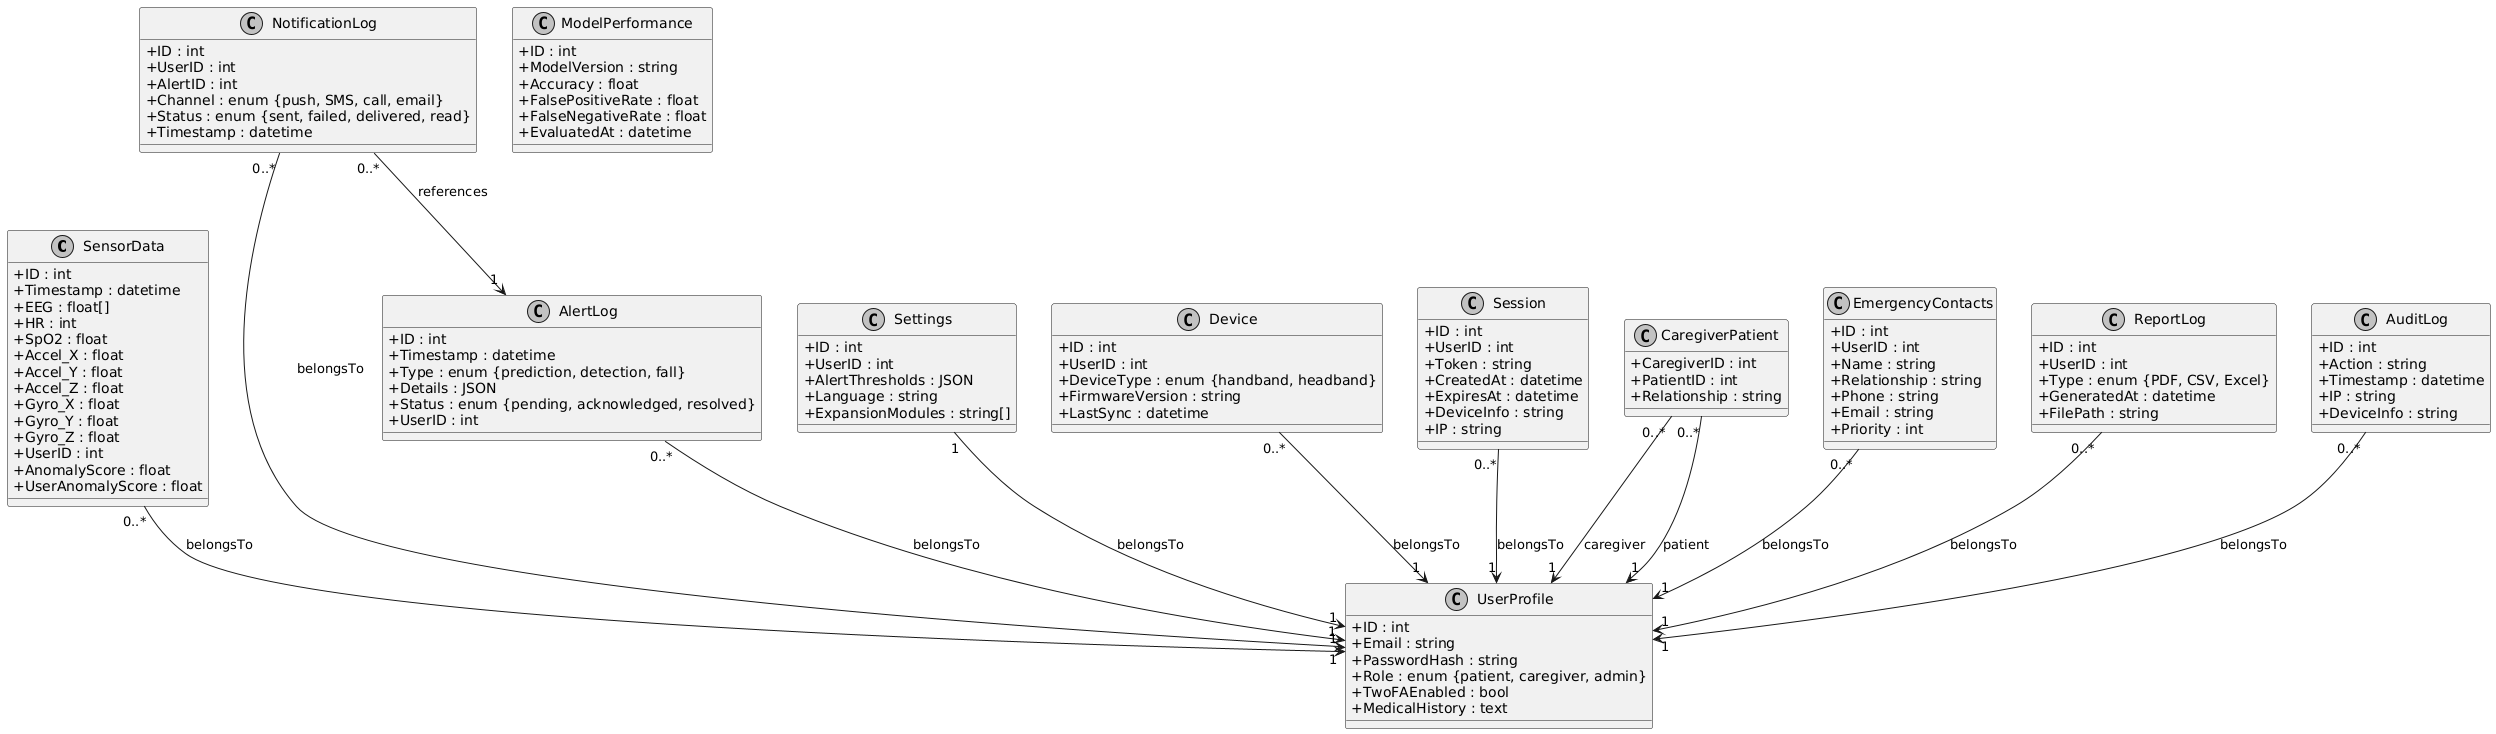 C NotificationLog
+ID : int
+UserID : int
+AlertID : int
+Channel : enum {push, SMS, call, email}
+Status : enum {sent, failed, delivered, read}
+Timestamp : datetime
C ModelPerformance
+ID : int
+ModelVersion : string
+Accuracy : float
+FalsePositiveRate : float
+FalseNegativeRate : float
+EvaluatedAt : datetime
0..*
0..*
references
1
belongsTo
C SensorData
+ID : int
+Timestamp : datetime
+EEG : float[]
+HR : int
+SpO2 : float
+Accel_X : float
+Accel_Y : float
+Accel_Z : float
+Gyro_X : float
+Gyro_Y : float
+Gyro_Z : float
+UserID : int
+AnomalyScore : float
+UserAnomalyScore : float
C AlertLog
+ID : int
+Timestamp : datetime
+Type : enum {prediction, detection, fall}
+Details : JSON
+Status : enum {pending, acknowledged, resolved}
+UserID : int
C Settings
+ID : int
+UserID : int
+AlertThresholds : JSON
+Language : string
+ExpansionModules : string[]
C Device
+ID : int
+UserID : int
+DeviceType : enum {handband, headband}
+FirmwareVersion : string
+LastSync : datetime
C Session
+ID : int
+UserID : int
+Token : string
+CreatedAt : datetime
+ExpiresAt : datetime
+DeviceInfo : string
+IP : string
C CaregiverPatient
+CaregiverID : int
+PatientID : int
+Relationship : string
C EmergencyContacts
+ID : int
+UserID : int
+Name : string
+Relationship : string
+Phone : string
+Email : string
+Priority : int
C ReportLog
+ID : int
+UserID : int
+Type : enum {PDF, CSV, Excel}
+GeneratedAt : datetime
+FilePath : string
C AuditLog
+ID : int
+Action : string
+Timestamp : datetime
+IP : string
+DeviceInfo : string
0..*
0..*
1
0..*
0..*
0..*
0..*
0..*
0..*
0..*
belongsTo
belongsTo
belongsTo
belongsTo
belongsTo
caregiver
patient
belongsTo
belongsTo
belongsTo
1
1
1
1
1
1
1
1
1
1
1
C UserProfile
+ID : int
+Email : string
+PasswordHash : string
+Role : enum {patient, caregiver, admin}
+TwoFAEnabled : bool
+MedicalHistory : text